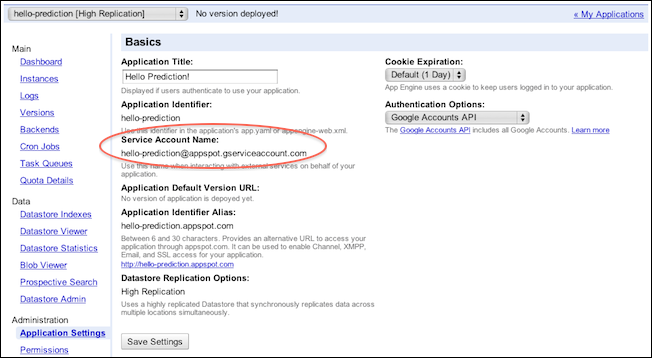 hello-prediction [High Replication]
No version deployed!
« My Applications
Main
Dashboard
Instances
Logs
Versions
Backends
Cron Jobs
Task Queues
Quota Details
Data
Datastore Indexes
Datastore Viewer
Datastore Statistics
Blob Viewer
Prospective Search
Datastore Admin
Administration
Application Settings
Permissions
Basics
Application Title:
Hello Prediction!
Displayed if users authenticate to use your application.
Application Identifier:
hello-prediction
Use this identifier in the application's app.yaml or appengine-web.xml.
Service Account Name:
hello-prediction@appspot.gserviceaccount.com
Use this name when interacting with external services on behalf of your
application.
Application Default Version URL:
No version of application is depoyed yet.
Application Identifier Alias:
hello-prediction.appspot.com
Between 6 and 30 characters. Provides an alternative URL to access your
application through appspot.com. It can be used to enable Channel, XMPP,
Email, and SSL access for your application.
http://hello-prediction.appspot.com
Datastore Replication Options:
High Replication
Uses a highly replicated Datastore that synchronously replicates data across
multiple locations simultaneously.
Save Settings
Cookie Expiration:
Default (1 Day)
App Engine uses a cookie to keep users logged in to your application.
Authentication Options:
Google Accounts API
The Google Accounts API includes all Google Accounts. Learn more